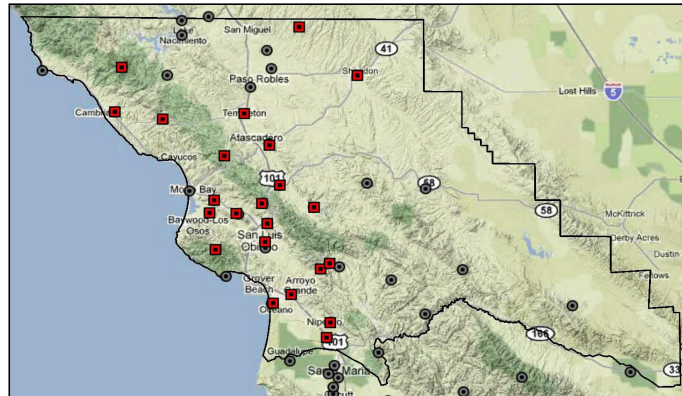 San Miguel
Lake
Nacimiento
41
Paso Robles
Lost Hills
5
Cambria
Templeton
Atascadero
Cayucos
101
58
Morro Bay
58
McKittrick
Baywood-Los
Osos
San Luis
Obispo
Derby Acres
Dustin
Fellows
Grover
Beach
Arroyo
Grande
Oceano
Nipomo
166
101
Guadalupe
Santa Maria
33
Orcutt